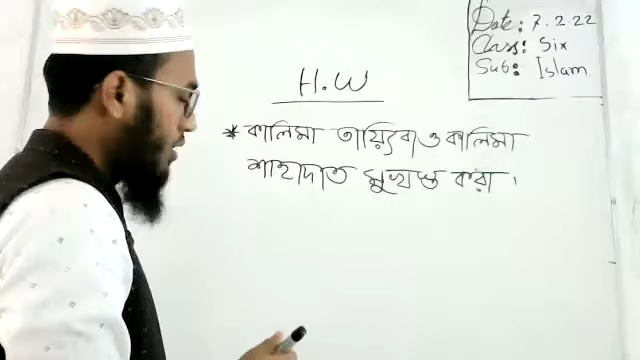 Date: 7.2.22
Class: Six
Sub: Islam
H.W
* কালিমা তায়্যিবা ও কালিমা
শাহাদাত মুখস্ত করা।